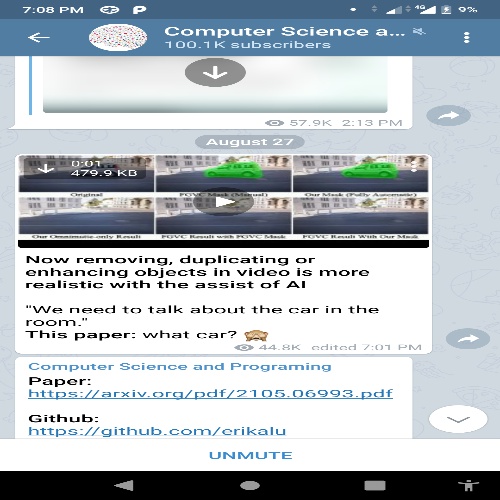 7:08 PM
4G
9%
Computer Science a...
100.1K subscribers
57.9K 2:13 PM
August 27
0:01
479.9 KB
Original
FGVC Mask (Manual)
Our Mask (Fully Automatic)
Our Omnimatte-only Result
FGVC Result with FGVC Mask
FGVC Result With Our Mask
Now removing, duplicating or
enhancing objects in video is more
realistic with the assist of AI
"We need to talk about the car in the
room."
This paper: what car? 🙈
44.8K edited 7:01 PM
Computer Science and Programing
Paper:
https://arxiv.org/pdf/2105.06993.pdf
Github:
https://github.com/erikalu
UNMUTE